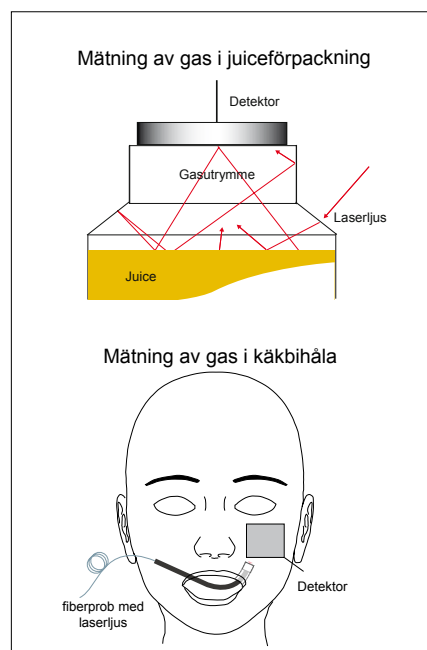 Mätning av gas i juiceförpackning
Detektor
Gasutrymme
Laserljus
Juice
Mätning av gas i käkbihåla
Detektor
fiberprob med
laserljus